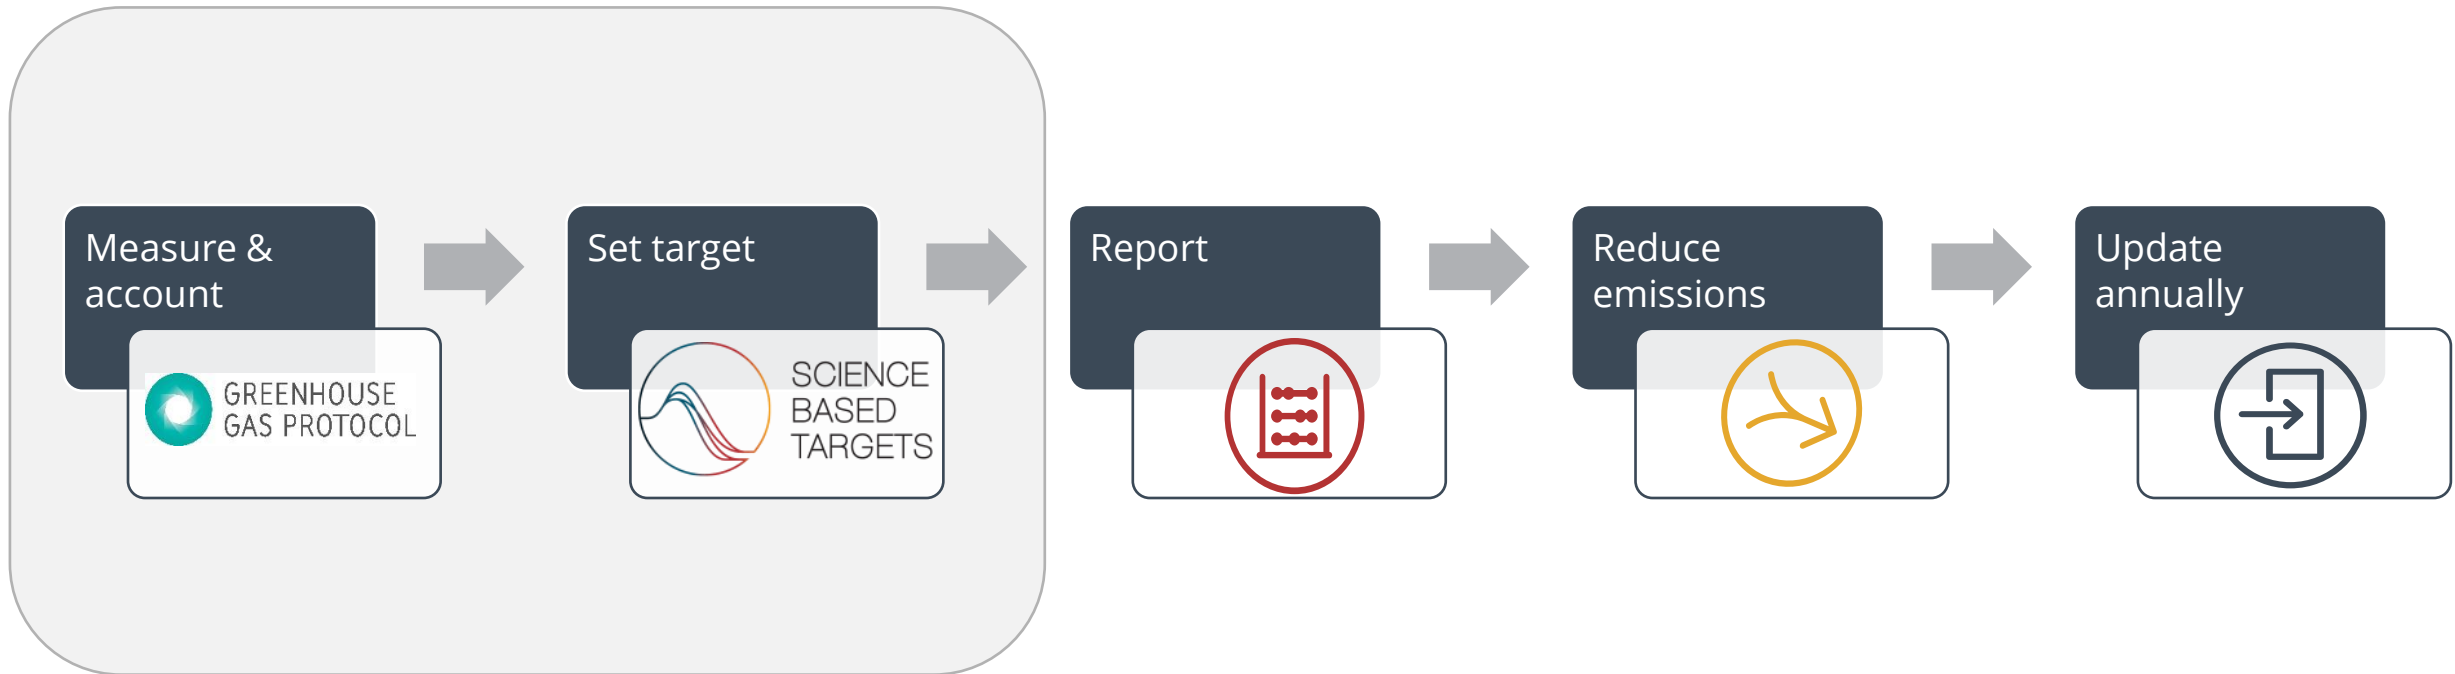 Measure &
account
GREENHOUSE
GAS PROTOCOL
Set target
SCIENCE
BASED
TARGETS
Report
Reduce
emissions
Update
annually